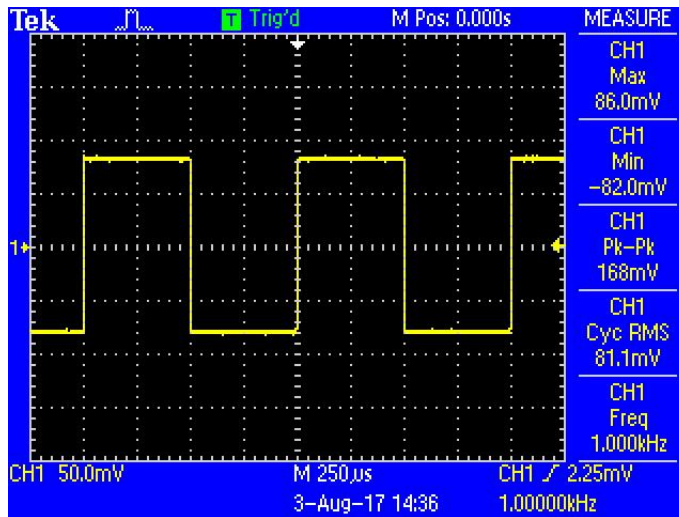 Tek T Trig'd M Pos: 0.000s MEASURE
CH1
Max
86.0mV
CH1
Min
-82.0mV
CH1
Pk-Pk
168mV
CH1
Cyc RMS
81.1mV
CH1
Freq
1.000kHz
1
CH1 50.0mV M 250µs CH1 2.25mV
3-Aug-17 14:36 1.00000kHz